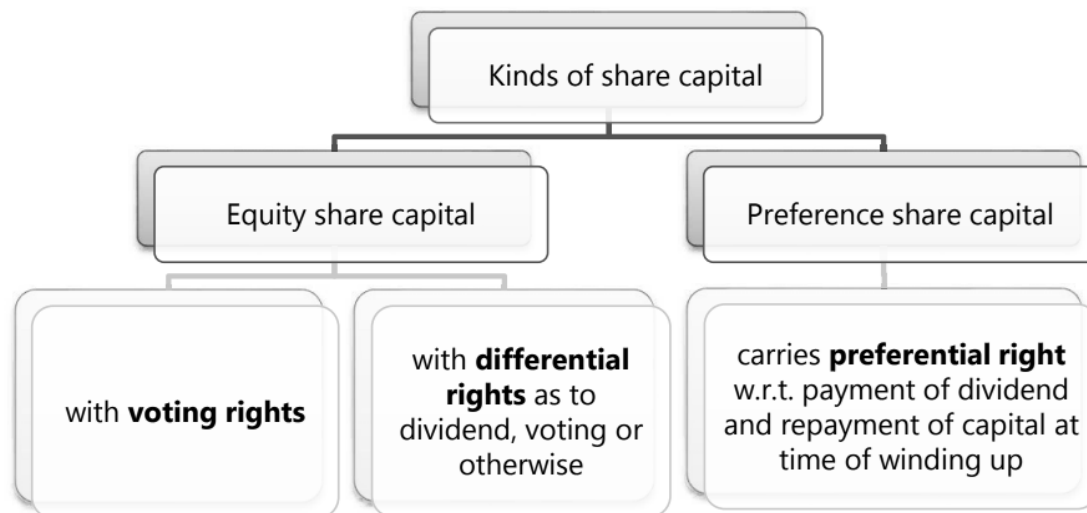 Kinds of share capital
Equity share capital
Preference share capital
with voting rights
with differential
rights as to
dividend, voting or
otherwise
carries preferential right
w.r.t. payment of dividend
and repayment of capital at
time of winding up